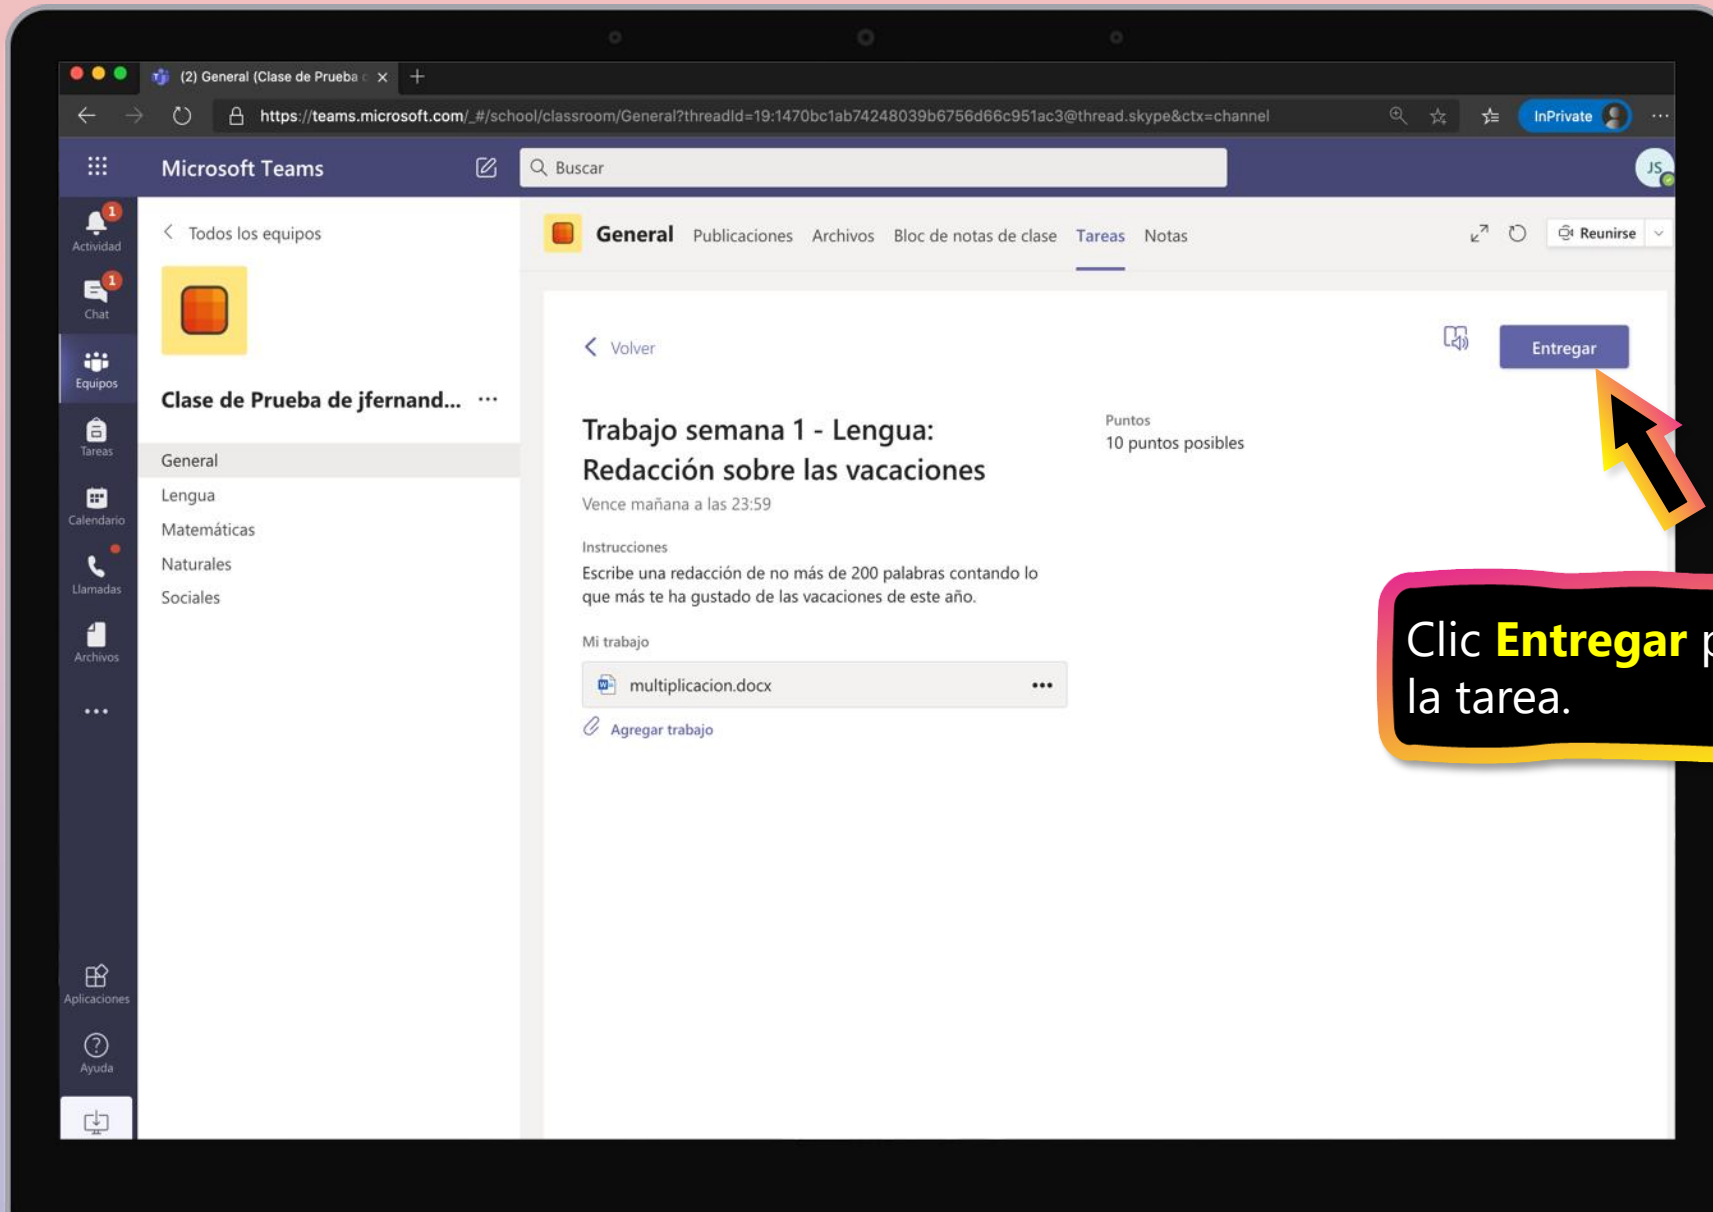 (2) General (Clase de Prueba
https://teams.microsoft.com/_#/school/classroom/General?threadId=19:1470bc1ab74248039b6756d66c951ac3@thread.skype&ctx=channel
InPrivate
Microsoft Teams
Buscar
JS
1
Actividad
1
Chat
Equipos
Tareas
Calendario
Llamadas
Archivos
Aplicaciones
Ayuda
Todos los equipos
Clase de Prueba de jfernand... ...
General
Lengua
Matemáticas
Naturales
Sociales
General Publicaciones Archivos Bloc de notas de clase Tareas Notas
Reunirse
Volver
Entregar
Trabajo semana 1 - Lengua:
Redacción sobre las vacaciones
Vence mañana a las 23:59
Puntos
10 puntos posibles
Instrucciones
Escribe una redacción de no más de 200 palabras contando lo
que más te ha gustado de las vacaciones de este año.
Mi trabajo
multiplicacion.docx
Agregar trabajo
Clic Entregar
la tarea.